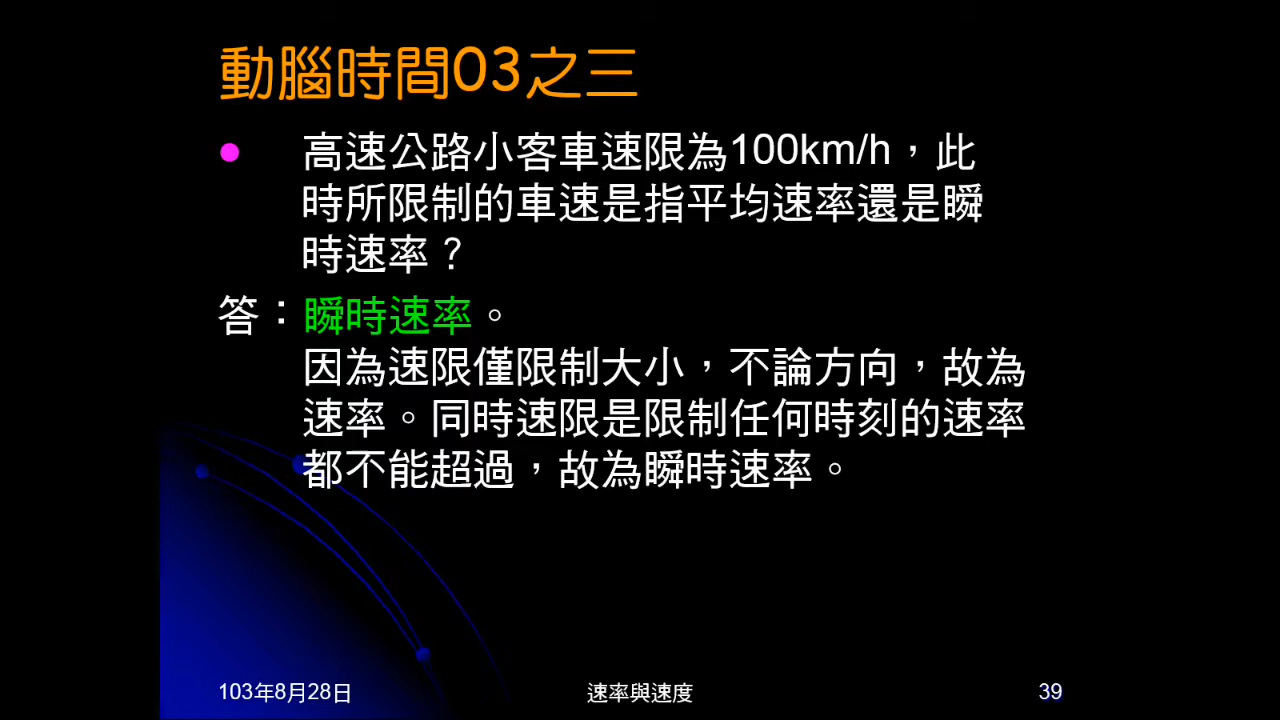 動腦時間03之三
● 高速公路小客車速限為100km/h，此
時所限制的車速是指平均速率還是瞬
時速率？
答：瞬時速率。
因為速限僅限制大小，不論方向，故為
速率。同時速限是限制任何時刻的速率
都不能超過，故為瞬時速率。
103年8月28日 速率與速度 39